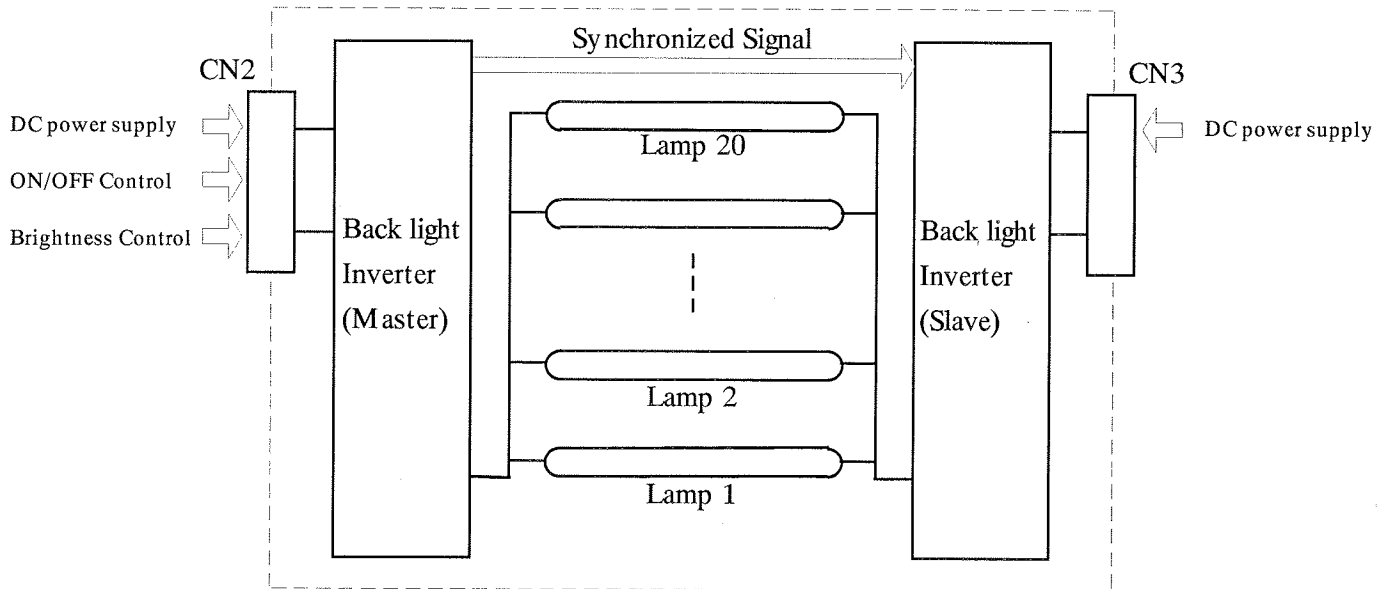 Synchronized Signal
CN2
CN3
DC power supply
DC power supply
Lamp 20
ON/OFF Control
Brightness Control
Back light
Inverter
(Master)
Back light
Inverter
(Slave)
Lamp 2
Lamp 1